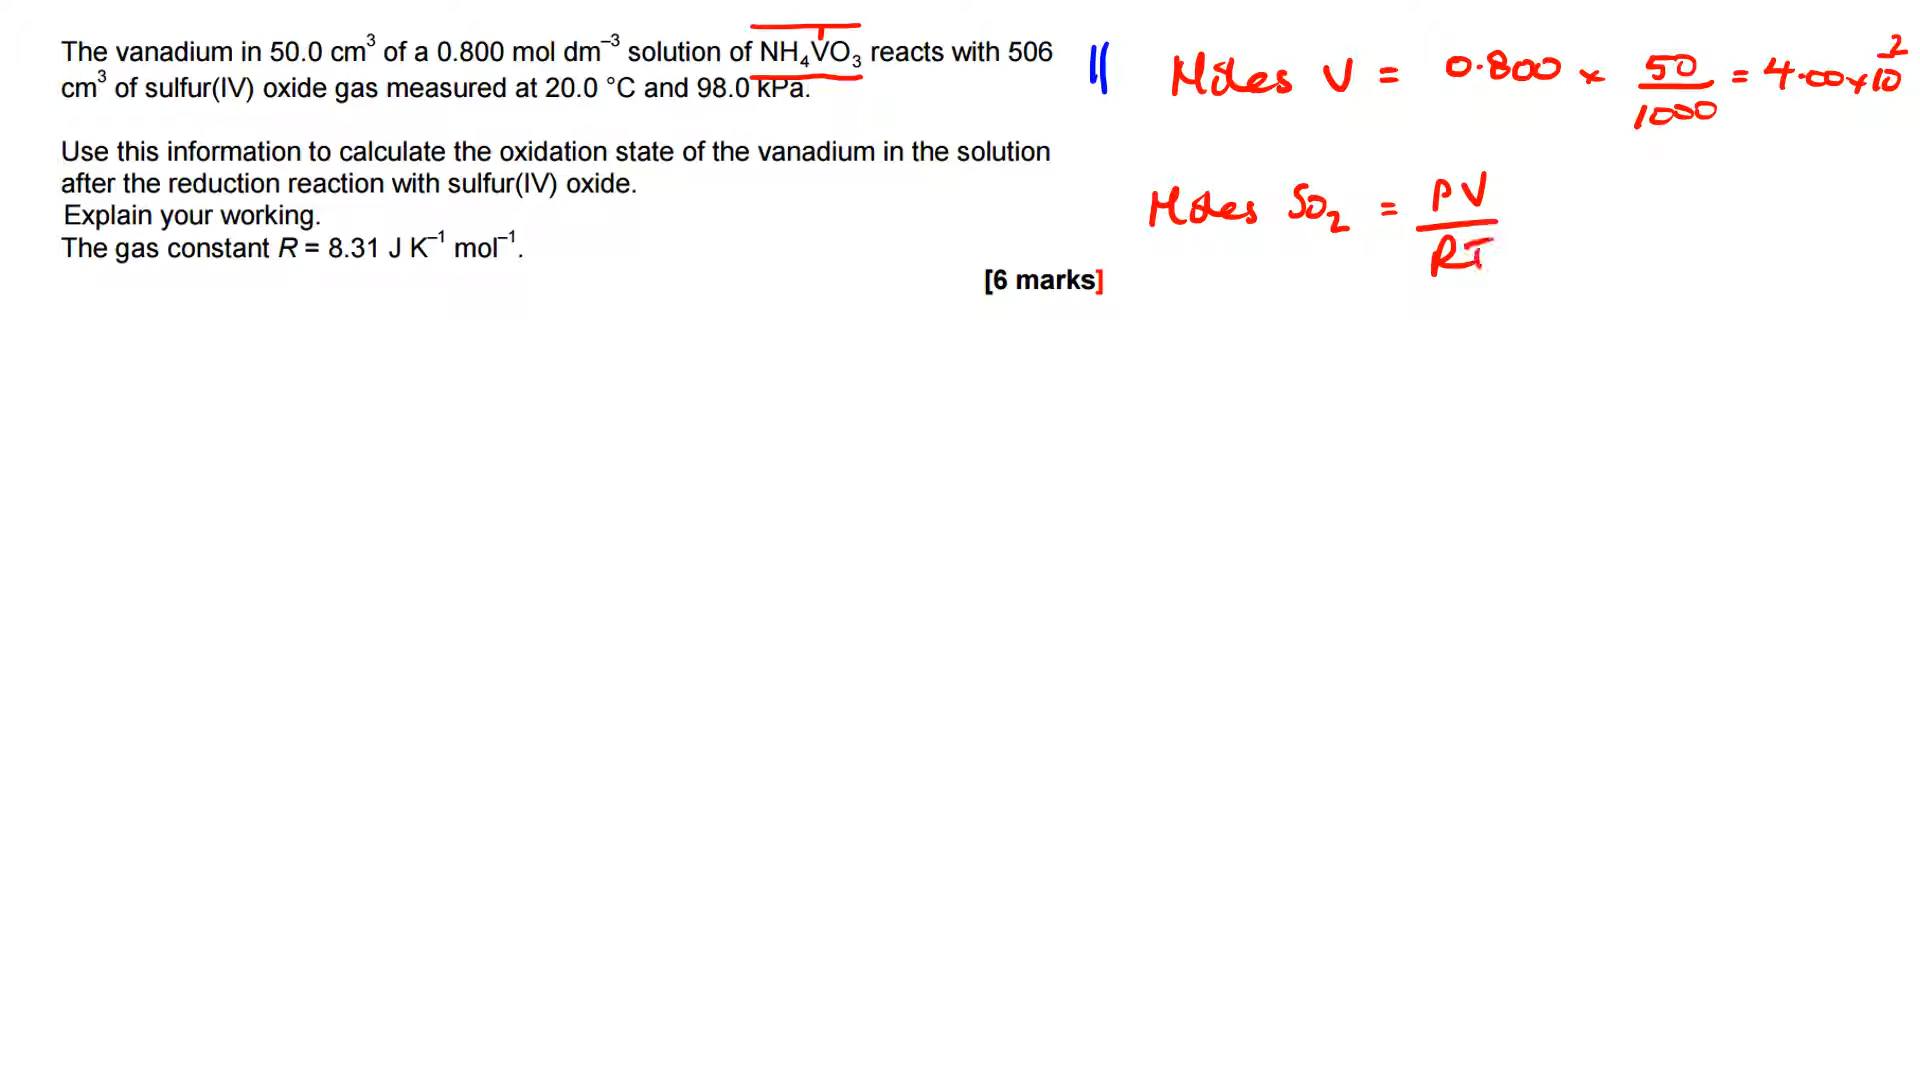 The vanadium in 50.0 cm³ of a 0.800 mol dm⁻³ solution of NH₄VO₃ reacts with 506
cm³ of sulfur(IV) oxide gas measured at 20.0 °C and 98.0 kPa.
Use this information to calculate the oxidation state of the vanadium in the solution
after the reduction reaction with sulfur(IV) oxide.
Explain your working.
The gas constant R = 8.31 J K⁻¹ mol⁻¹.
[6 marks]
Moles V = 0.800 × 50/1000 = 4.00 × 10⁻²
Moles SO₂ = PV/RT